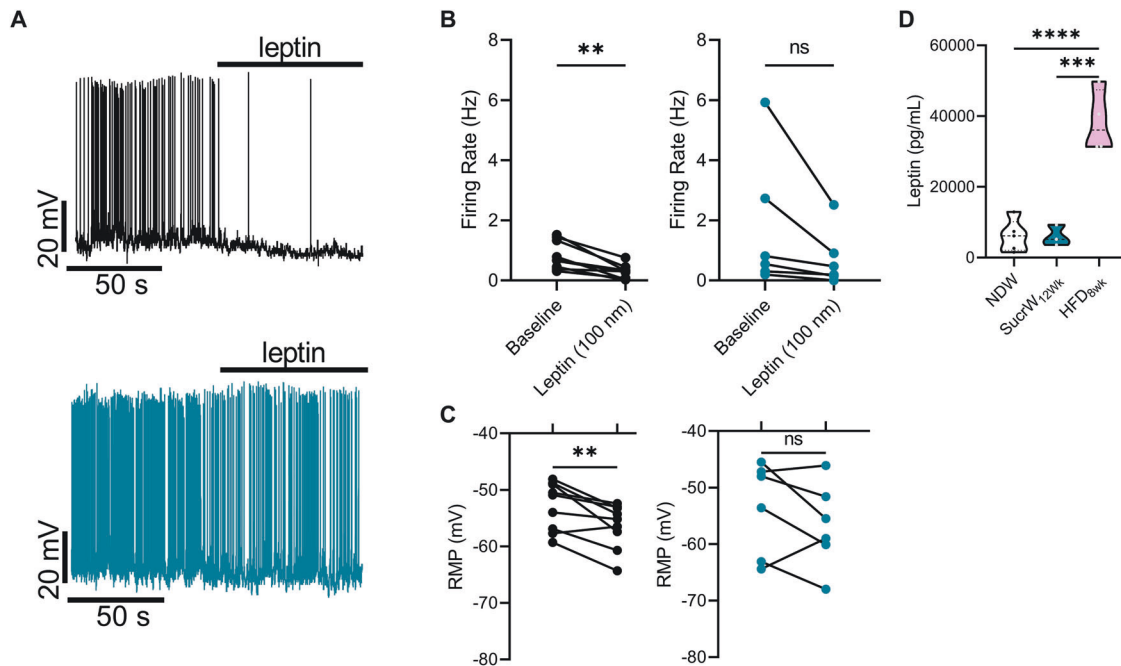 A
leptin
20 mV
50 s
leptin
20 mV
50 s
B
8
6
4
2
0
Firing Rate (Hz)
**
Baseline
Leptin (100 nm)
8
6
4
2
0
Firing Rate (Hz)
ns
Baseline
Leptin (100 nm)
C
-40
-50
-60
-70
-80
RMP (mV)
**
-40
-50
-60
-70
-80
RMP (mV)
ns
D
60000
40000
20000
0
Leptin (pg/mL)
****
***
NDW
SucrW12Wk
HFD8wk